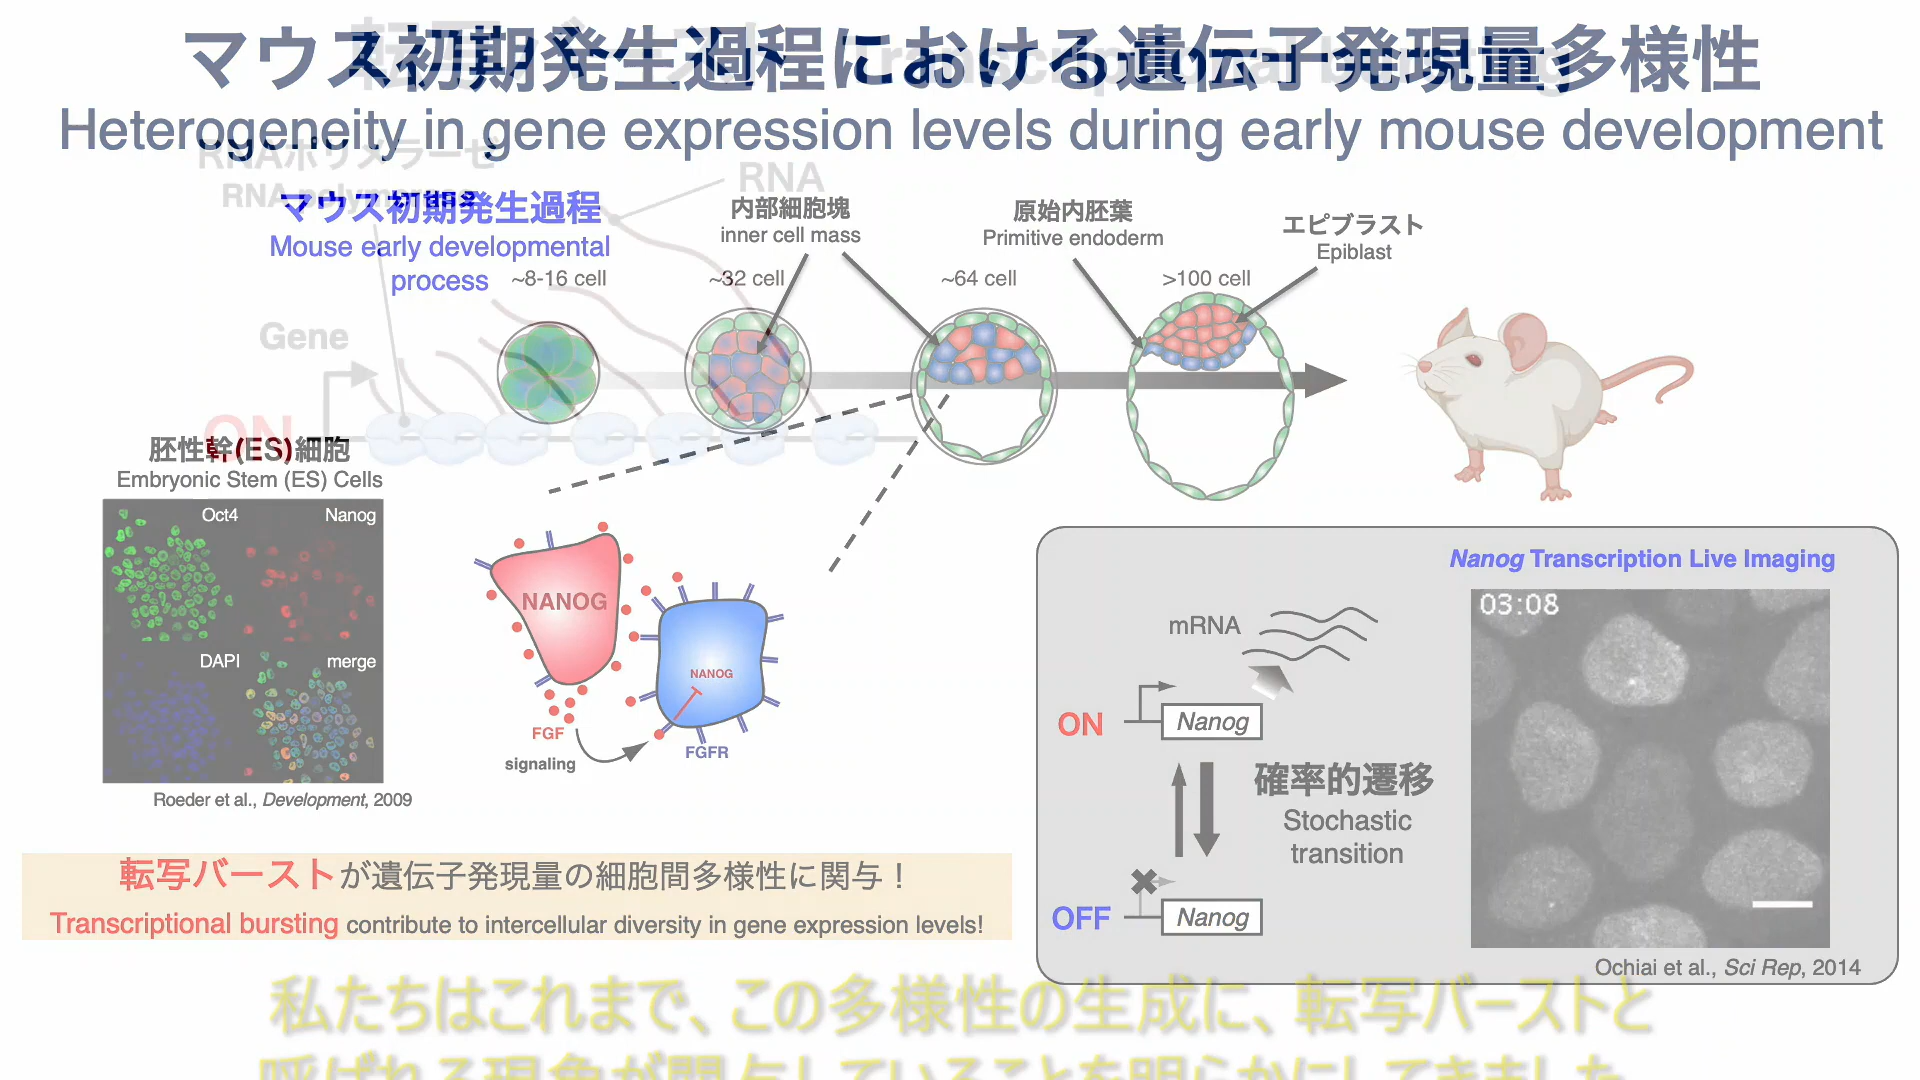 マウス初期発生過程における遺伝子発現量多様性
Heterogeneity in gene expression levels during early mouse development
RNAポリメラーゼ
RNA polymerase
RNA
マウス初期発生過程
Mouse early developmental
process
~8-16 cell
内部細胞塊
inner cell mass
~32 cell
~64 cell
原始内胚葉
Primitive endoderm
>100 cell
エピブラスト
Epiblast
Gene
ON
胚性幹(ES)細胞
Embryonic Stem (ES) Cells
Oct4
Nanog
DAPI
merge
Roeder et al., Development, 2009
NANOG
NANOG
FGF
signaling
FGFR
Nanog Transcription Live Imaging
03:08
mRNA
ON
Nanog
確率的遷移
Stochastic
transition
OFF
Nanog
Ochiai et al., Sci Rep, 2014
転写バーストが遺伝子発現量の細胞間多様性に関与！
Transcriptional bursting contribute to intercellular diversity in gene expression levels!
私たちはこれまで、この多様性の生成に、転写バーストと
呼ばれる現象が関与していることを明らかにしてきました